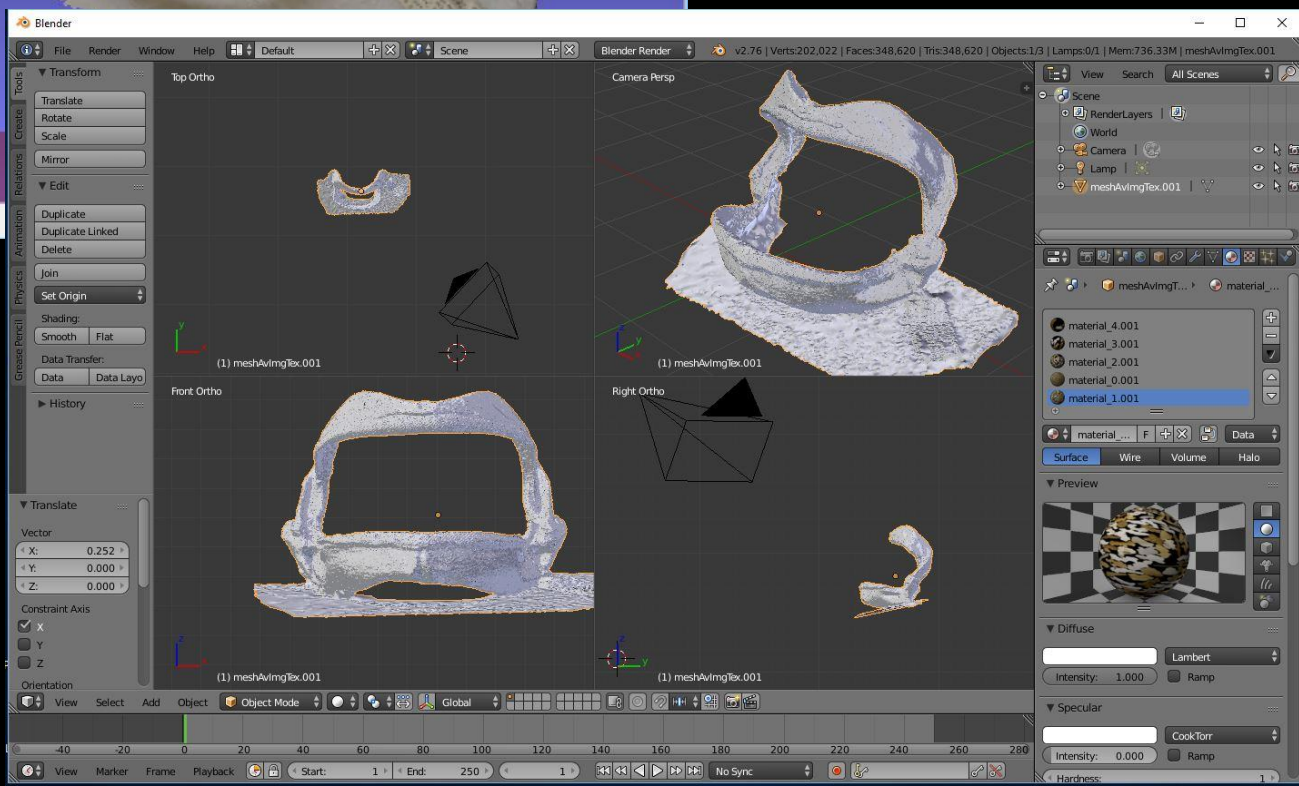 Blender
File Render Window Help Default Scene Blender Render v2.76 | Verts:202,022 | Faces:348,620 | Tris:348,620 | Objects:1/3 | Lamps:0/1 | Mem:736.33M | meshAvImgTex.001
Tools
Create
Relations
Animation
Physics
Grease Pencil
Transform
Translate
Rotate
Scale
Mirror
Edit
Duplicate
Duplicate Linked
Delete
Join
Set Origin
Shading:
Smooth Flat
Data Transfer:
Data Data Layo
History
Translate
Vector
X: 0.252
Y: 0.000
Z: 0.000
Constraint Axis
X
Y
Z
Orientation
Top Ortho
y
x
(1) meshAvImgTex.001
Camera Persp
z
y
(1) meshAvImgTex.001
Front Ortho
z
x
(1) meshAvImgTex.001
Right Ortho
z
y
(1) meshAvImgTex.001
View Select Add Object Object Mode Global
-40 -20 0 20 40 60 80 100 120 140 160 180 200 220 240 260 280
View Marker Frame Playback Start: 1 End: 250 1 No Sync
View Search All Scenes
Scene
RenderLayers
World
Camera
Lamp
meshAvImgTex.001
meshAvImgT... material_...
material_4.001
material_3.001
material_2.001
material_0.001
material_1.001
material_... F Data
Surface Wire Volume Halo
Preview
Diffuse
Lambert
Intensity: 1.000 Ramp
Specular
CookTorr
Intensity: 0.000 Ramp
Hardness: 1